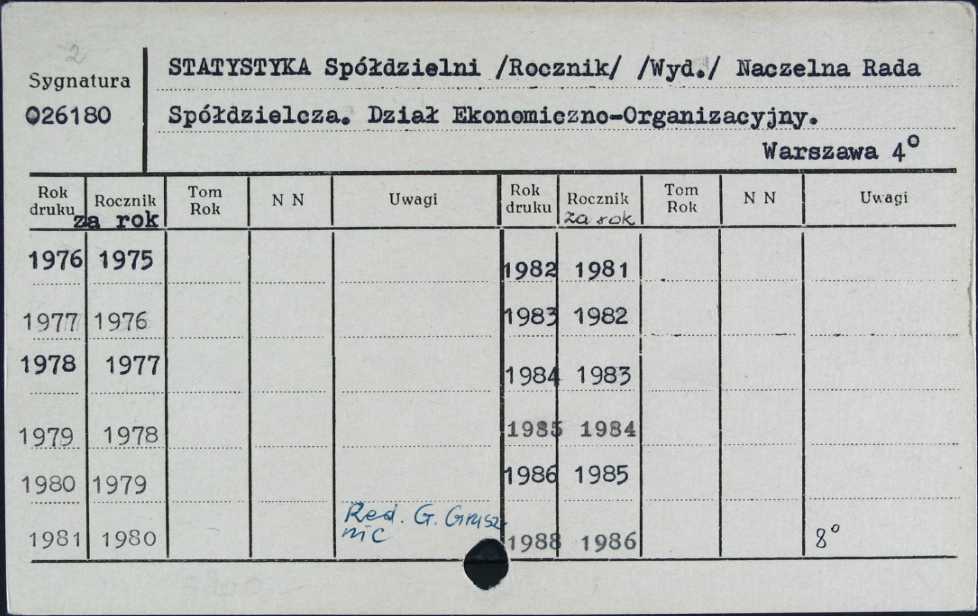 2
Sygnatura
026180
STATYSTYKA Spółdzielni /Rocznik/ /Wyd./ Naczelna Rada
Spółdzielcza. Dział Ekonomiczno-Organizacyjny.
Warszawa 4°
Rok druku Rocznik za rok Tom Rok N N Uwagi Rok druku Rocznik za rok Tom Rok N N Uwagi
1976 1975 1982 1981
1977 1976 1983 1982
1978 1977 1984 1983
1979 1978 1985 1984
1980 1979 1986 1985
1981 1980 Red. G. 1988 1986 8°